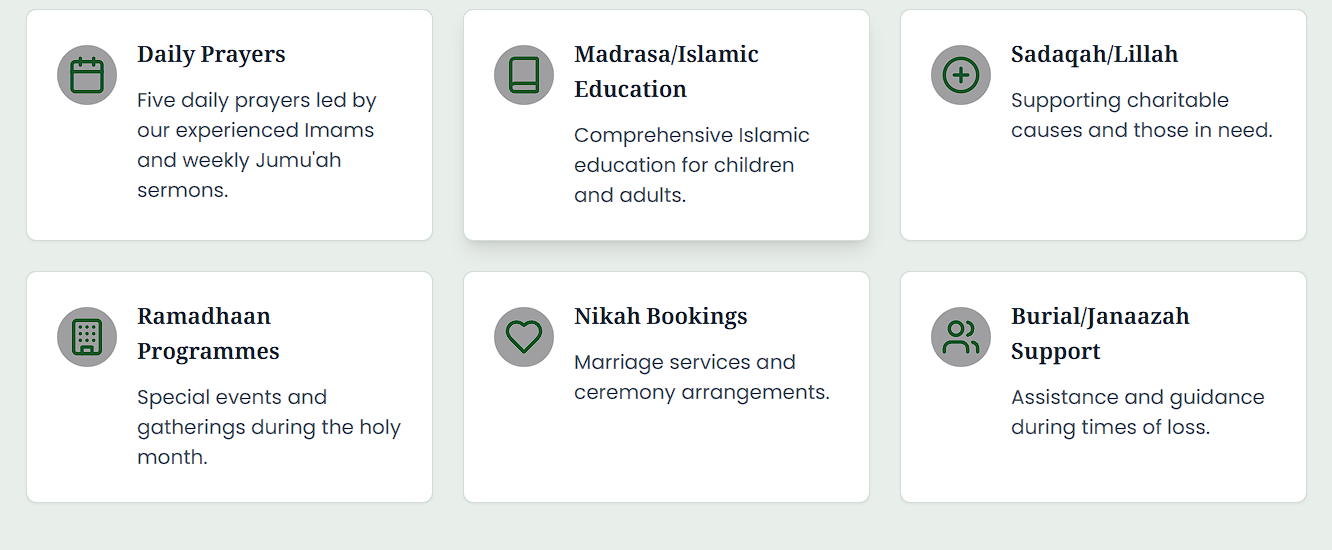 Daily Prayers
Five daily prayers led by
our experienced Imams
and weekly Jumu'ah
sermons.
Madrasa/Islamic
Education
Comprehensive Islamic
education for children
and adults.
Sadaqah/Lillah
Supporting charitable
causes and those in need.
Ramadhaan
Programmes
Special events and
gatherings during the holy
month.
Nikah Bookings
Marriage services and
ceremony arrangements.
Burial/Janaazah
Support
Assistance and guidance
during times of loss.